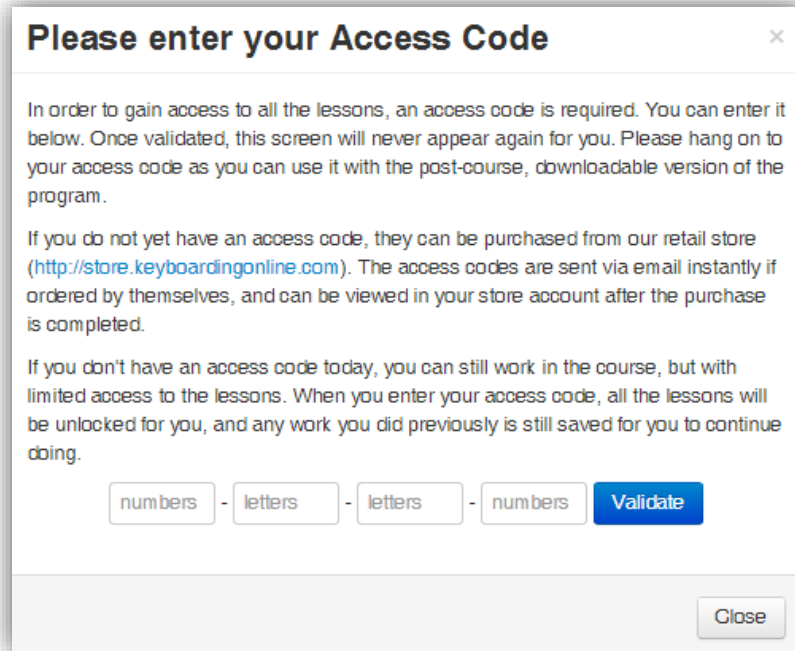 Please enter your Access Code ×
In order to gain access to all the lessons, an access code is required. You can enter it
below. Once validated, this screen will never appear again for you. Please hang on to
your access code as you can use it with the post-course, downloadable version of the
program.
If you do not yet have an access code, they can be purchased from our retail store
(http://store.keyboardingonline.com). The access codes are sent via email instantly if
ordered by themselves, and can be viewed in your store account after the purchase
is completed.
If you don't have an access code today, you can still work in the course, but with
limited access to the lessons. When you enter your access code, all the lessons will
be unlocked for you, and any work you did previously is still saved for you to continue
doing.
numbers - letters - letters - numbers Validate
Close